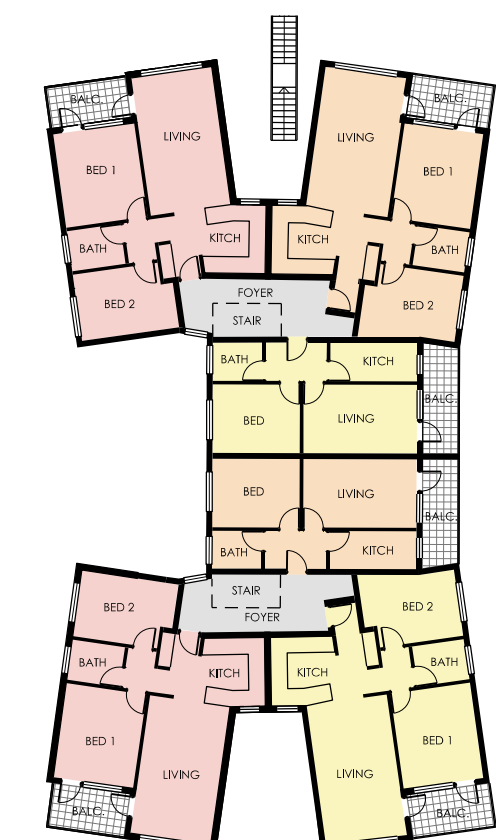 BALC.
BALC.
LIVING
LIVING
BED 1
BED 1
KITCH
KITCH
BATH
BATH
FOYER
BED 2
BED 2
STAIR
BATH
KITCH
BALC.
BED
LIVING
BED
LIVING
BALC.
BATH
KITCH
STAIR
BED 2
BED 2
FOYER
BATH
BATH
KITCH
KITCH
BED 1
BED 1
LIVING
LIVING
BALC.
BALC.